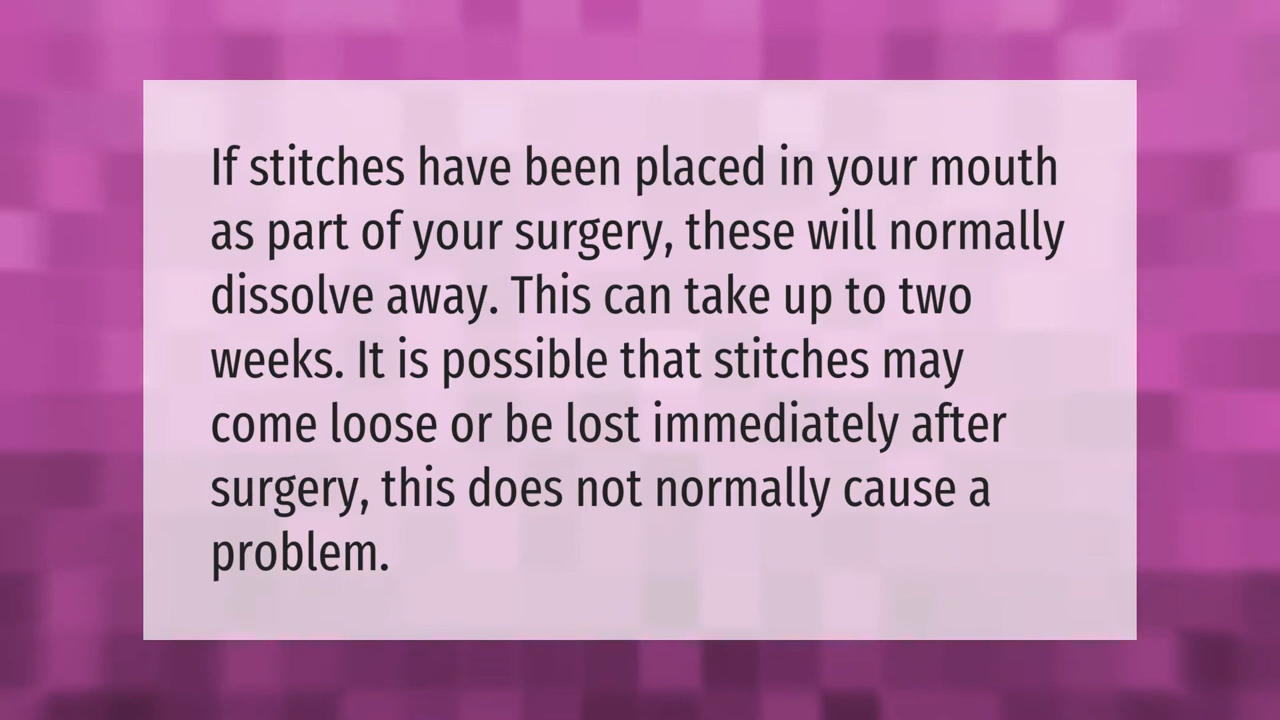 If stitches have been placed in your mouth
as part of your surgery, these will normally
dissolve away. This can take up to two
weeks. It is possible that stitches may
come loose or be lost immediately after
surgery, this does not normally cause a
problem.